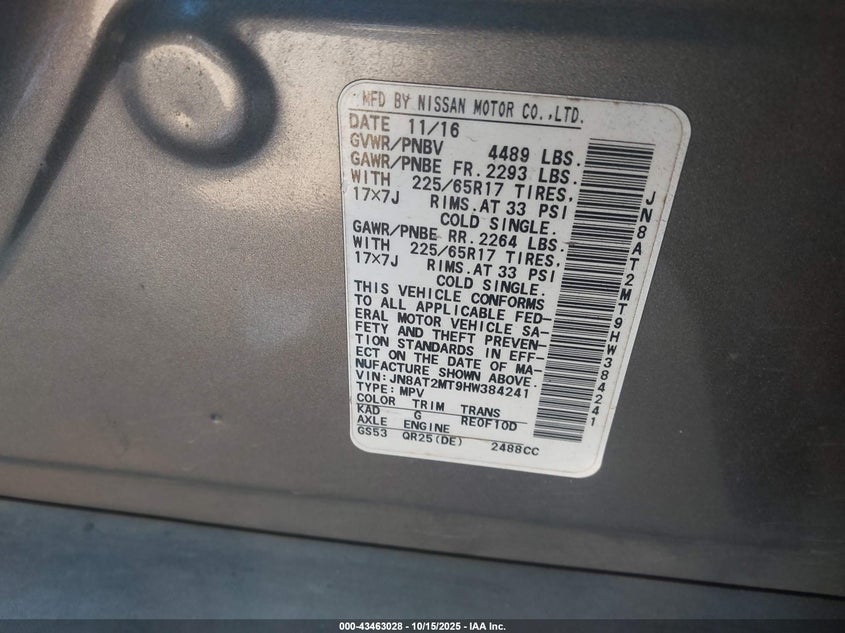 MFD BY NISSAN MOTOR CO.,LTD.
DATE 11/16
GVWR/PNBV 4489 LBS.
GAWR/PNBE FR. 2293 LBS.
WITH 225/65R17 TIRES,
17×7J RIMS.AT 33 PSI
COLD SINGLE.
GAWR/PNBE RR. 2264 LBS.
WITH 225/65R17 TIRES,
17×7J RIMS.AT 33 PSI
COLD SINGLE.
THIS VEHICLE CONFORMS
TO ALL APPLICABLE FED-
ERAL MOTOR VEHICLE SA-
FETY AND THEFT PREVEN-
TION STANDARDS IN EFF-
ECT ON THE DATE OF MA-
NUFACTURE SHOWN ABOVE.
VIN:JN8AT2MT9HW384241
TYPE:MPV
COLOR TRIM TRANS
KAD G RE0F10D
AXLE ENGINE
GS53 QR25(DE) 2488CC
JN8AT2MT9HW384241
000-43463028 - 10/15/2025 - IAA Inc.